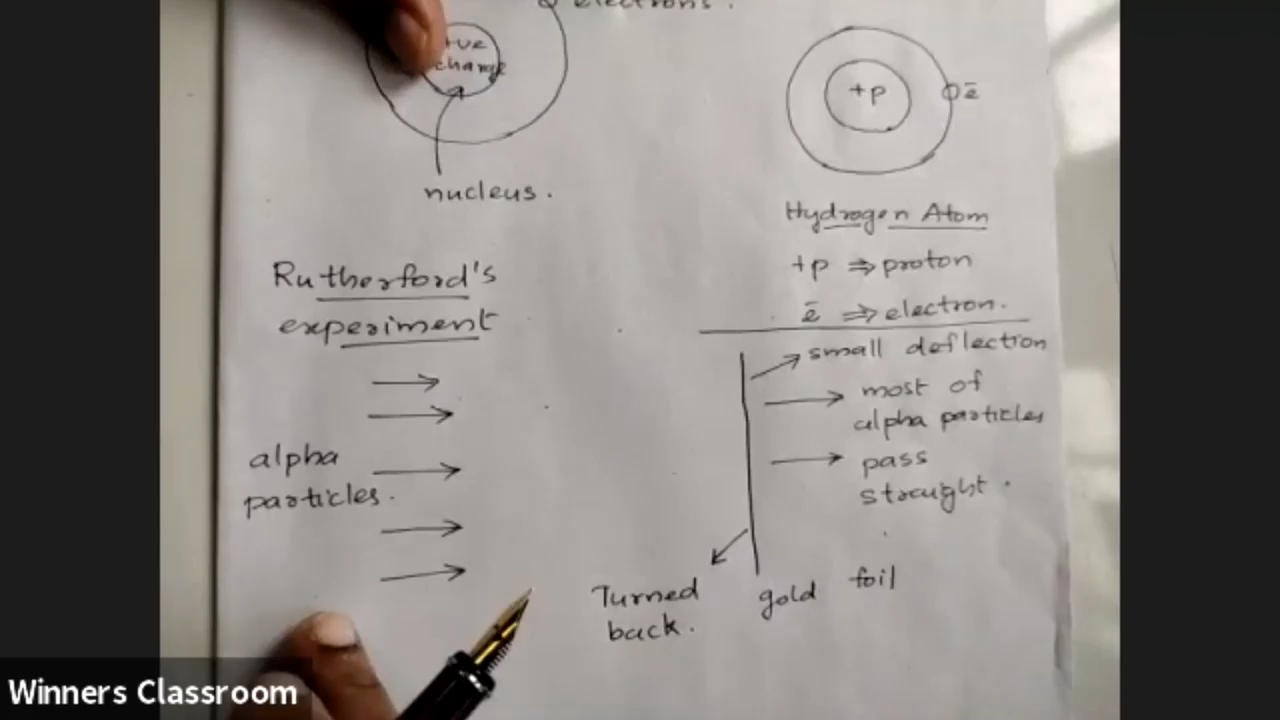 electrons.
+ve
charge
nucleus.
+p
ē
Hydrogen Atom
+p ⇒ proton
ē ⇒ electron.
Rutherford's
experiment
alpha
particles.
small deflection
most of
alpha particles
pass
straught.
Turned
back.
gold foil
Winners Classroom